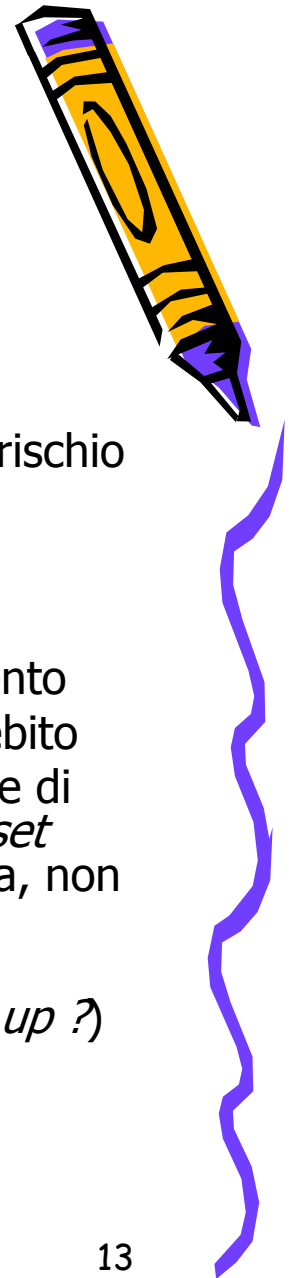 rischio
nto
ebito
e di
set
a, non
up ?)
13